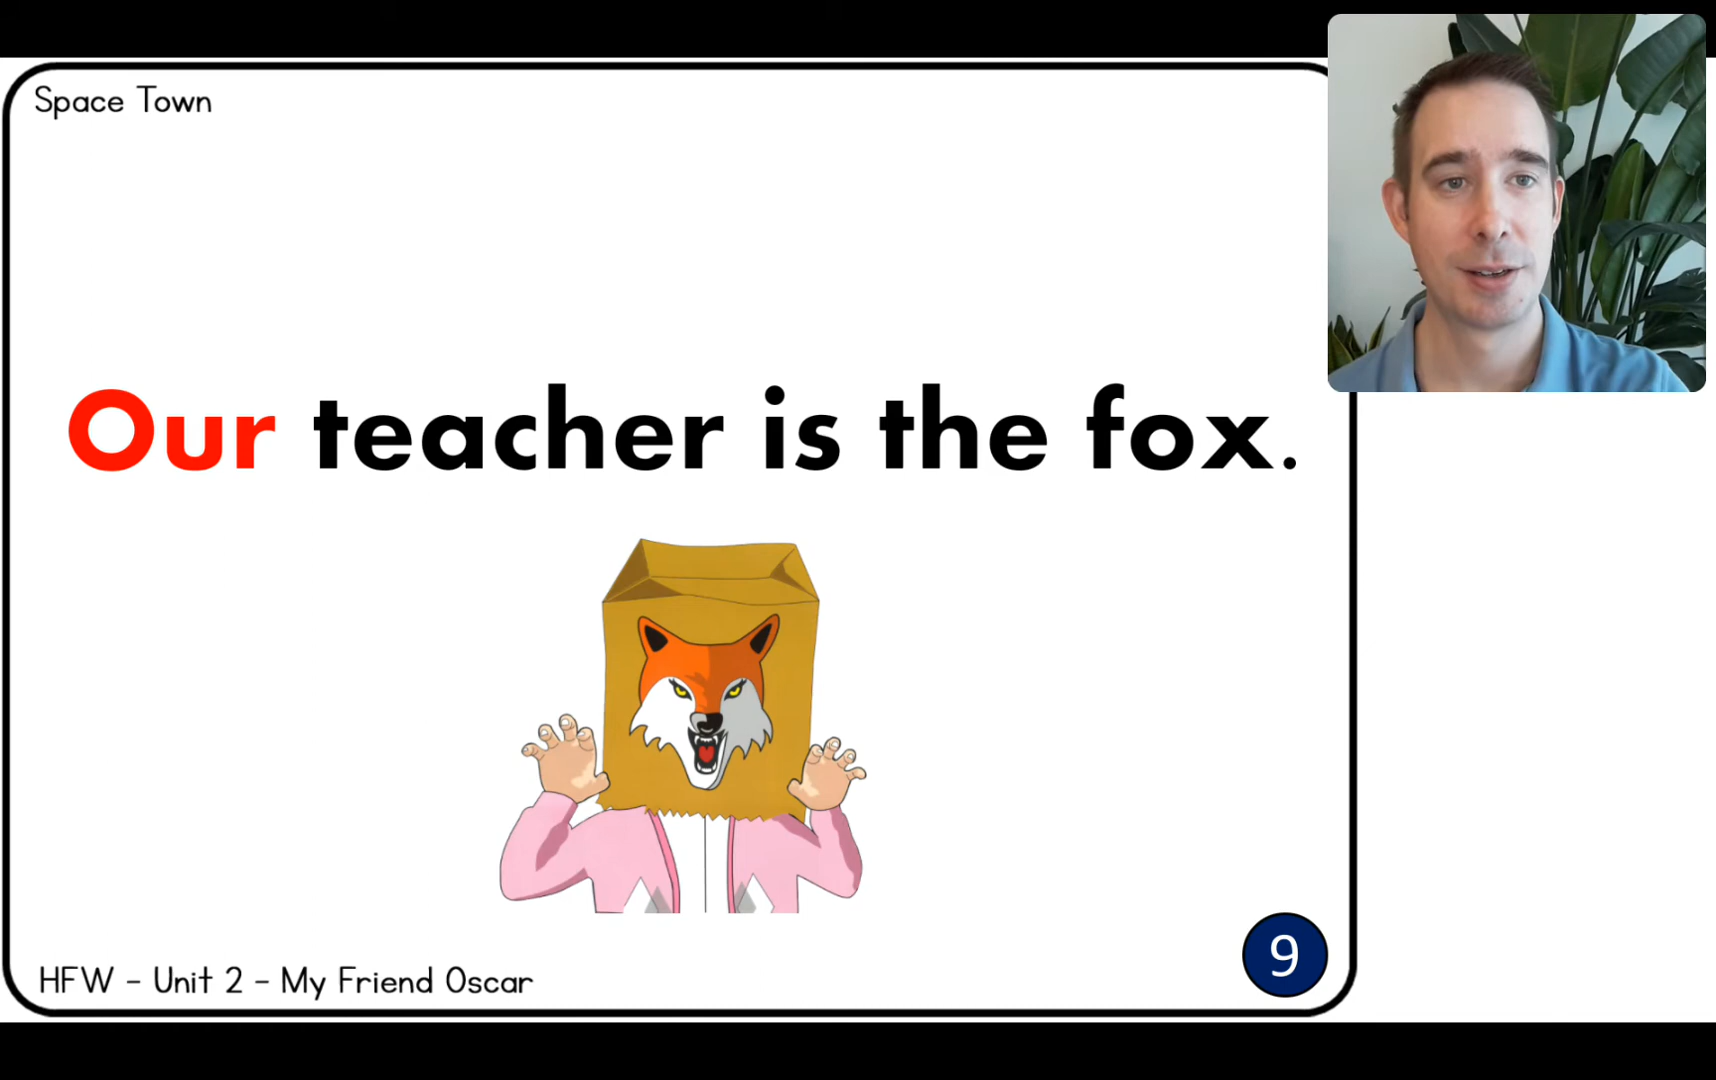 Space Town
Our teacher is the fox.
HFW - Unit 2 - My Friend Oscar
9